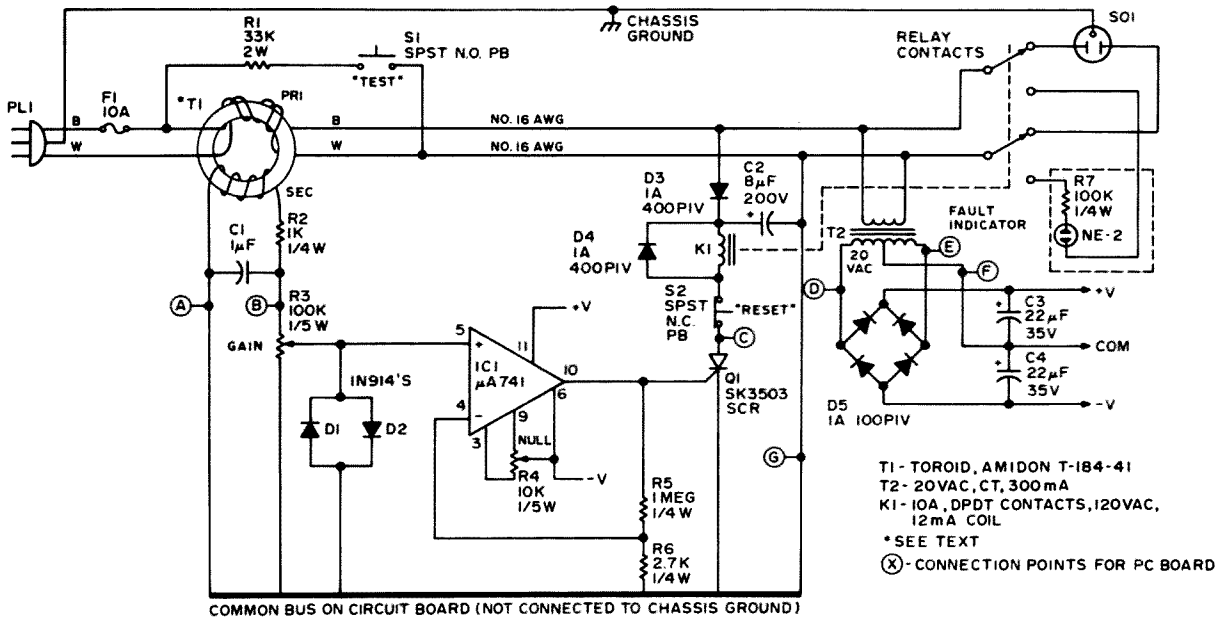 CHASSIS
GROUND
SO1
R1
33K
2W
S1
SPST N.O. PB
"TEST"
RELAY
CONTACTS
PL1
F1
10A
*T1
PRI
B
W
B
NO. 16 AWG
W
NO. 16 AWG
SEC
C1
1µF
R2
1K
1/4W
D3
1A
400PIV
C2
8µF
200V
+
D4
1A
400PIV
K1
R7
100K
1/4W
NE-2
FAULT
INDICATOR
T2
20
VAC
E
F
D
A
B
R3
100K
1/5W
GAIN
S2
SPST
N.C.
PB
"RESET"
C
+V
5
+
11
IC1
µA741
10
6
4
-
9
3
NULL
R4
10K
1/5W
-V
Q1
SK3503
SCR
+
C3
22µF
35V
+V
COM
+
C4
22µF
35V
-V
D5
1A 100PIV
1N914'S
D1
D2
G
R5
1MEG
1/4W
R6
2.7K
1/4W
T1-TOROID, AMIDON T-184-41
T2-20VAC, CT, 300mA
K1-10A, DPDT CONTACTS, 120VAC,
12mA COIL
*SEE TEXT
X-CONNECTION POINTS FOR PC BOARD
COMMON BUS ON CIRCUIT BOARD (NOT CONNECTED TO CHASSIS GROUND)